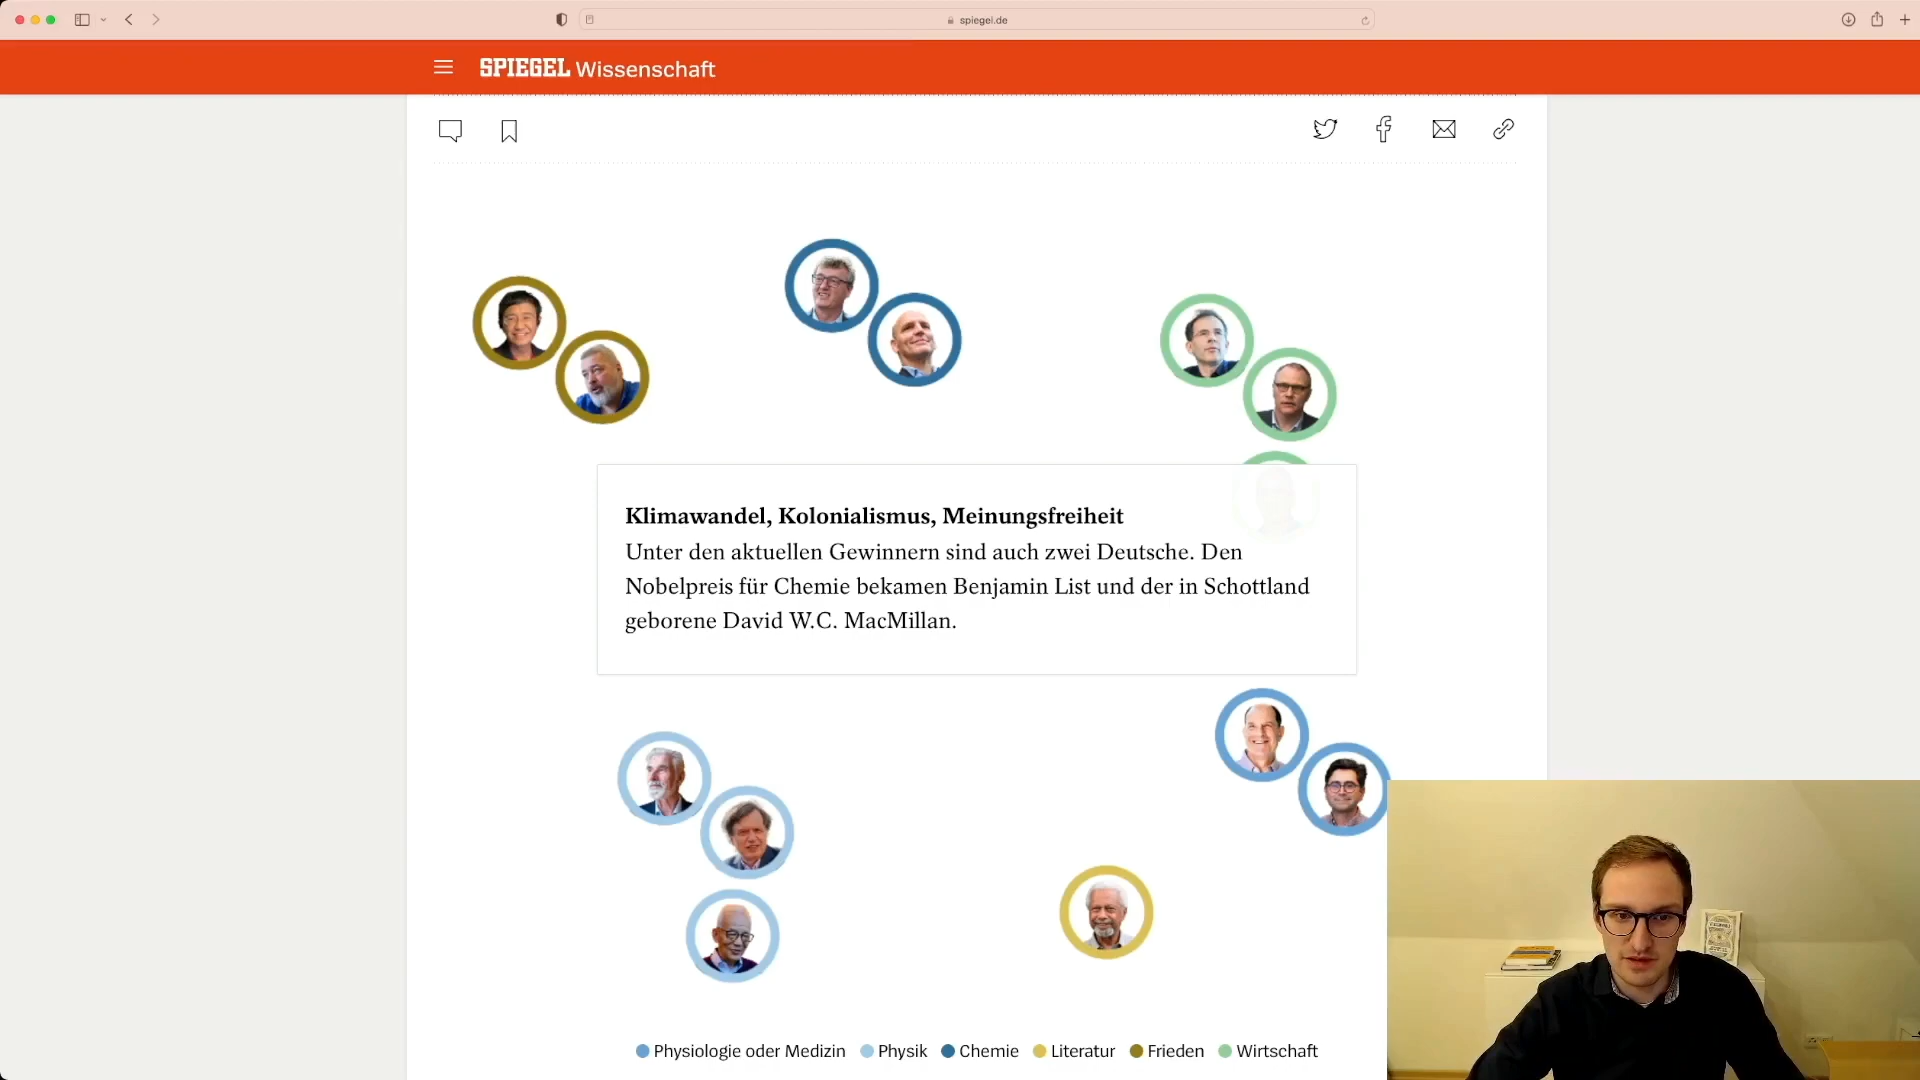 spiegel.de
SPIEGEL Wissenschaft
Klimawandel, Kolonialismus, Meinungsfreiheit
Unter den aktuellen Gewinnern sind auch zwei Deutsche. Den
Nobelpreis für Chemie bekamen Benjamin List und der in Schottland
geborene David W.C. MacMillan.
Physiologie oder Medizin Physik Chemie Literatur Frieden Wirtschaft